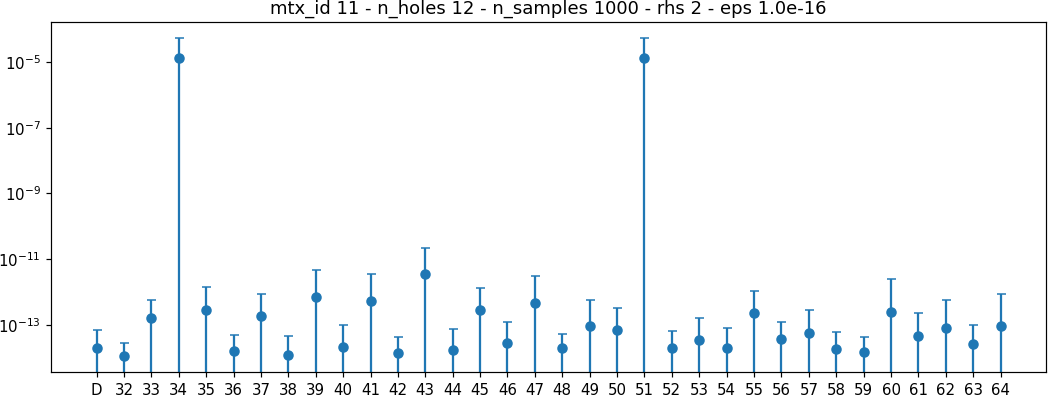 mtx_id 11 - n_holes 12 - n_samples 1000 - rhs 2 - eps 1.0e-16
10⁻⁵
10⁻⁷
10⁻⁹
10⁻¹¹
10⁻¹³
D 32 33 34 35 36 37 38 39 40 41 42 43 44 45 46 47 48 49 50 51 52 53 54 55 56 57 58 59 60 61 62 63 64